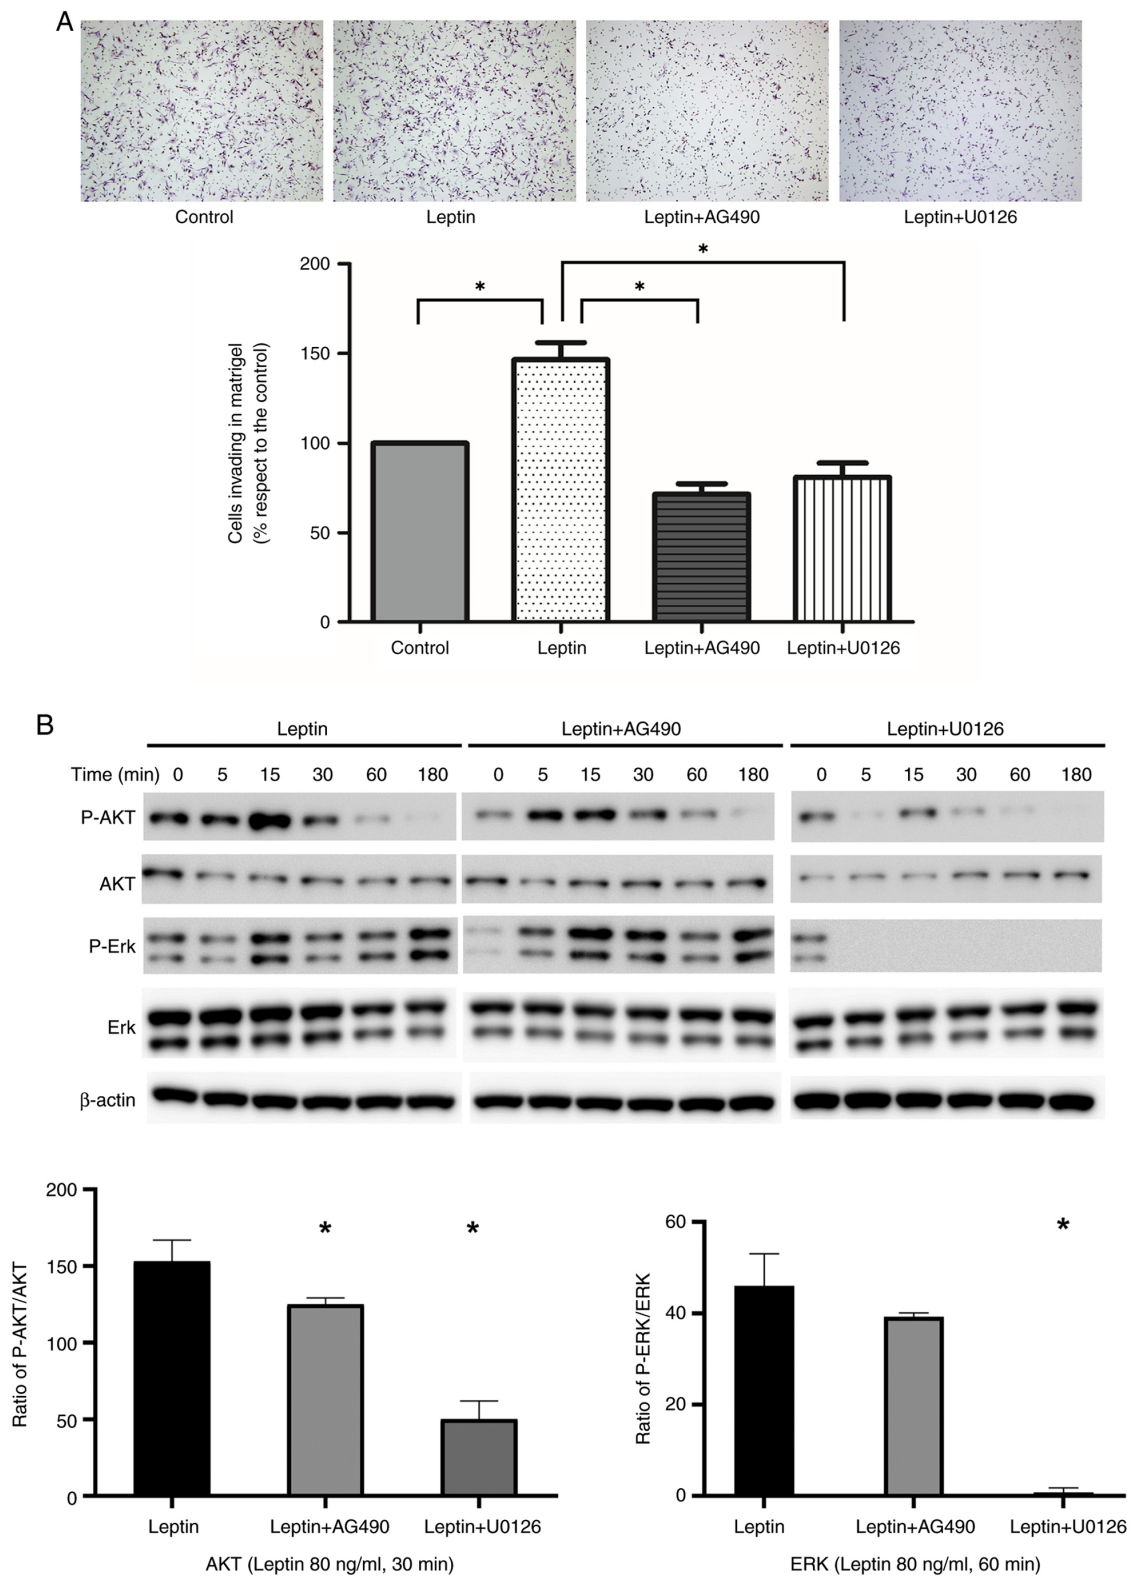 A
Control Leptin Leptin+AG490 Leptin+U0126
*
* *
200
150
100
50
0
Cells invading in matrigel
(% respect to the control)
Control Leptin Leptin+AG490 Leptin+U0126
B
Leptin Leptin+AG490 Leptin+U0126
Time (min) 0 5 15 30 60 180 0 5 15 30 60 180 0 5 15 30 60 180
P-AKT
AKT
P-Erk
Erk
β-actin
200
150
100
50
0
Ratio of P-AKT/AKT
* *
Leptin Leptin+AG490 Leptin+U0126
AKT (Leptin 80 ng/ml, 30 min)
60
40
20
0
Ratio of P-ERK/ERK
*
Leptin Leptin+AG490 Leptin+U0126
ERK (Leptin 80 ng/ml, 60 min)